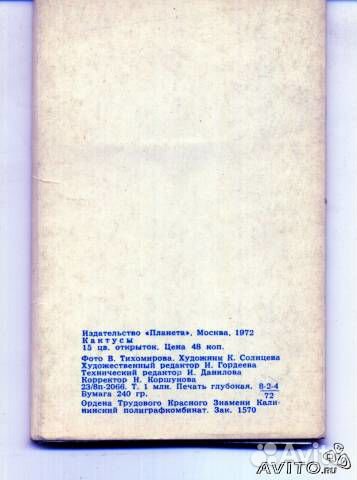 Издательство «Планета», Москва, 1972
Кактусы
15 цв. открыток. Цена 48 коп.
Фото В. Тихомирова. Художник К. Солнцева
Художественный редактор И. Гордеева
Технический редактор И. Данилова
Корректор Н. Коршунова
23/8п-2066. Т. 1 млн. Печать глубокая. 8-2-4
Бумага 240 гр. 72
Ордена Трудового Красного Знамени Кали-
нинский полиграфкомбинат. Зак. 1570
Avito
AVITO.ru